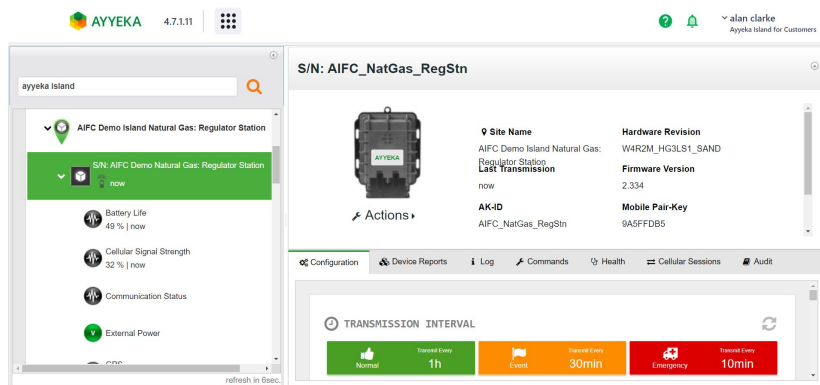 AYYEKA
4.7.1.11
alan clarke
Ayyeka Island for Customers
ayyeka island
AIFC Demo Island Natural Gas: Regulator Station
S/N: AIFC Demo Natural Gas: Regulator Station
now
Battery Life
49 % | now
Cellular Signal Strength
32 % | now
Communication Status
V
External Power
GPS
refresh in 6sec.
S/N: AIFC_NatGas_RegStn
AYYEKA
Actions
Site Name
AIFC Demo Island Natural Gas:
Regulator Station
Last Transmission
now
AK-ID
AIFC_NatGas_RegStn
Hardware Revision
W4R2M_HG3LS1_SAND
Firmware Version
2.334
Mobile Pair-Key
9A5FFDB5
Configuration
Device Reports
Log
Commands
Health
Cellular Sessions
Audit
TRANSMISSION INTERVAL
Normal
Transmit Every
1h
Event
Transmit Every
30min
Emergency
Transmit Every
10min